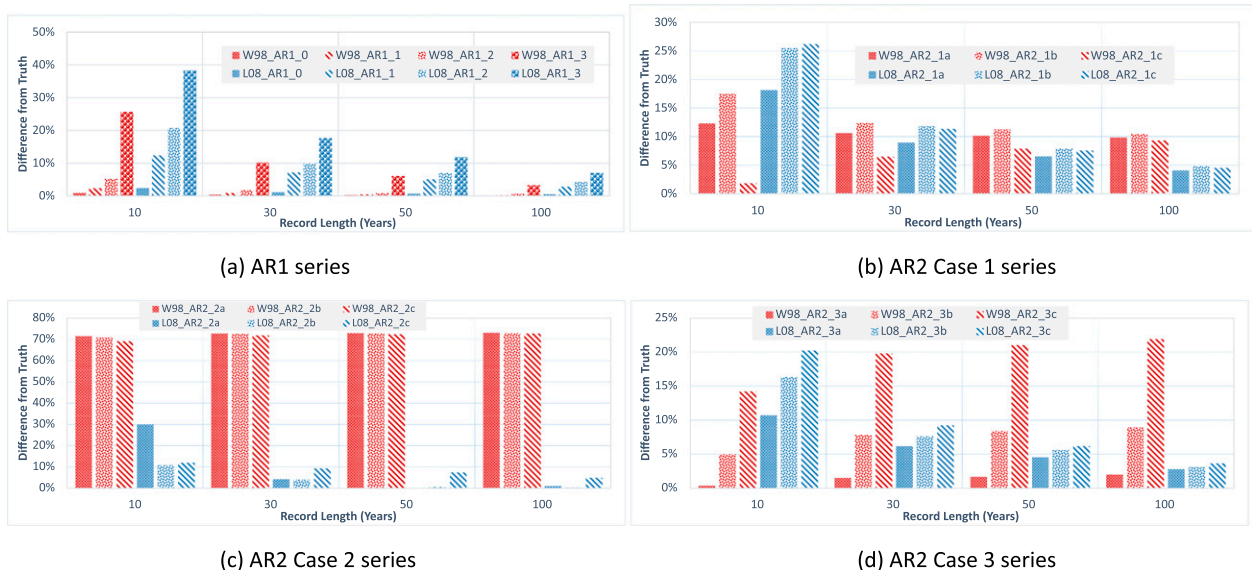 50%
40%
30%
20%
10%
0%
Difference from Truth
W98_AR1_0 W98_AR1_1 W98_AR1_2 W98_AR1_3
L08_AR1_0 L08_AR1_1 L08_AR1_2 L08_AR1_3
10 30 50 100
Record Length (Years)
(a) AR1 series
30%
25%
20%
15%
10%
5%
0%
Difference from Truth
W98_AR2_1a W98_AR2_1b W98_AR2_1c
L08_AR2_1a L08_AR2_1b L08_AR2_1c
10 30 50 100
Record Length (Years)
(b) AR2 Case 1 series
80%
70%
60%
50%
40%
30%
20%
10%
0%
Difference from Truth
W98_AR2_2a W98_AR2_2b W98_AR2_2c
L08_AR2_2a L08_AR2_2b L08_AR2_2c
10 30 50 100
Record Length (Years)
(c) AR2 Case 2 series
25%
20%
15%
10%
5%
0%
Difference from Truth
W98_AR2_3a W98_AR2_3b W98_AR2_3c
L08_AR2_3a L08_AR2_3b L08_AR2_3c
10 30 50 100
Record Length (Years)
(d) AR2 Case 3 series